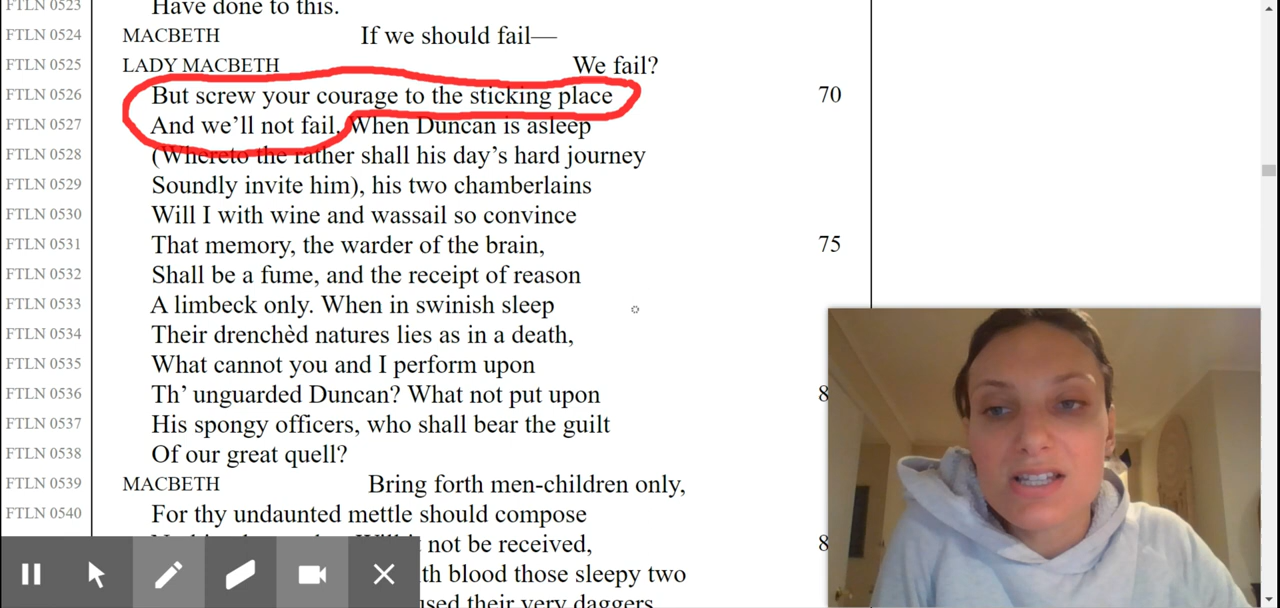 FTLN 0523 Have done to this.
FTLN 0524 MACBETH If we should fail—
FTLN 0525 LADY MACBETH We fail?
FTLN 0526 But screw your courage to the sticking place 70
FTLN 0527 And we’ll not fail. When Duncan is asleep
FTLN 0528 (Whereto the rather shall his day’s hard journey
FTLN 0529 Soundly invite him), his two chamberlains
FTLN 0530 Will I with wine and wassail so convince
FTLN 0531 That memory, the warder of the brain, 75
FTLN 0532 Shall be a fume, and the receipt of reason
FTLN 0533 A limbeck only. When in swinish sleep
FTLN 0534 Their drenchèd natures lies as in a death,
FTLN 0535 What cannot you and I perform upon
FTLN 0536 Th’ unguarded Duncan? What not put upon 8
FTLN 0537 His spongy officers, who shall bear the guilt
FTLN 0538 Of our great quell?
FTLN 0539 MACBETH Bring forth men-children only,
FTLN 0540 For thy undaunted mettle should compose
not be received, 8
blood those sleepy two
their very daggers